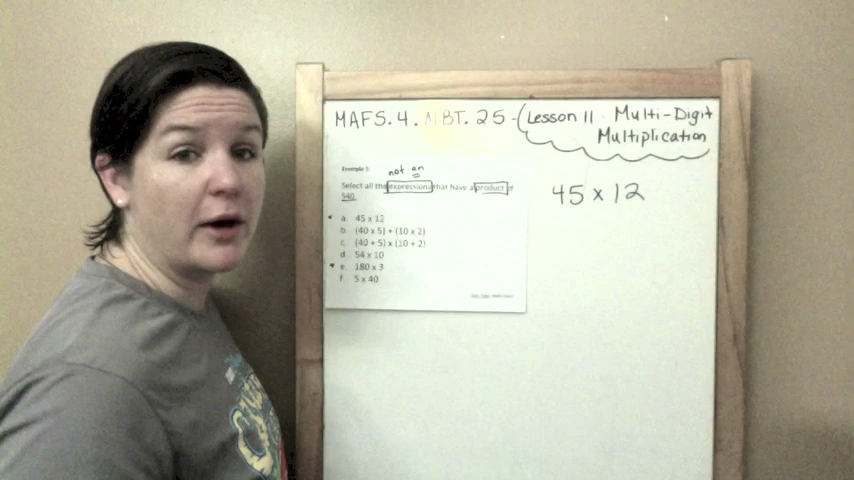 MAFS.4.NBT.25 - Lesson 11 . Multi-Digit
Multiplication
Example 3:
not an
Select all the expressions that have a product of
540.
a. 45 x 12
b. (40 x 5) + (10 x 2)
c. (40 + 5) x (10 + 2)
d. 54 x 10
e. 180 x 3
f. 5 x 40
45 x 12